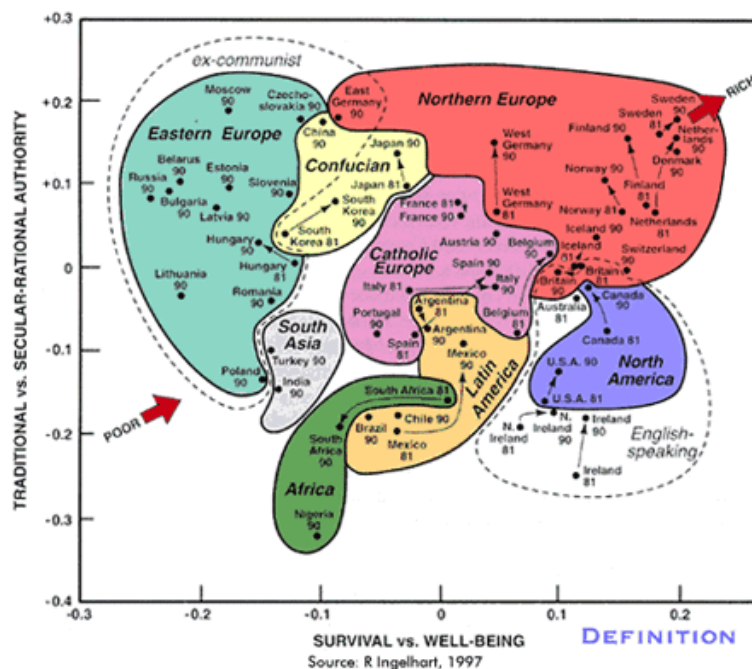 +0.3
+0.2
+0.1
0
-0.1
-0.2
-0.3
-0.4
TRADITIONAL vs. SECULAR-RATIONAL AUTHORITY
ex-communist
Moscow
90
Czecho-
slovakia 90
East
Germany
90
Northern Europe
RICH
Sweden
90
Sweden
81
Nether-
lands 90
Denmark
90
Finland
90
Eastern Europe
China
90
Japan 90
West
Germany
90
Belarus
90
Estonia
90
Confucian
Russia
90
Bulgaria
90
Slovenia
90
Japan 81
Norway 90
Finland
81
Latvia 90
South
Korea
90
France 81
France 90
West
Germany
81
Norway 81
Netherlands
81
South
Korea 81
Hungary
90
Catholic
Europe
Austria 90
Belgium
90
Iceland
90
Iceland
81
Switzerland
90
Hungary
81
Spain 90
Italy
90
Britain
90
Britain
81
Lithuania
90
Italy 81
Romania
90
Argentina
81
Belgium
81
Australia
81
Canada
90
Portugal
90
Spain
81
Argentina
90
Canada 81
South
Asia
Turkey 90
Mexico
90
Latin
America
U.S.A. 90
North
America
Poland
90
India
90
South Africa 81
U.S.A. 81
POOR
South
Africa
90
Brazil
90
Chile 90
Mexico
81
N.
Ireland
81
N.
Ireland
90
Ireland
90
English-
speaking
Ireland
81
Africa
Nigeria
90
-0.3
-0.2
-0.1
0
0.1
0.2
SURVIVAL vs. WELL-BEING
DEFINITION
Source: R Ingelhart, 1997